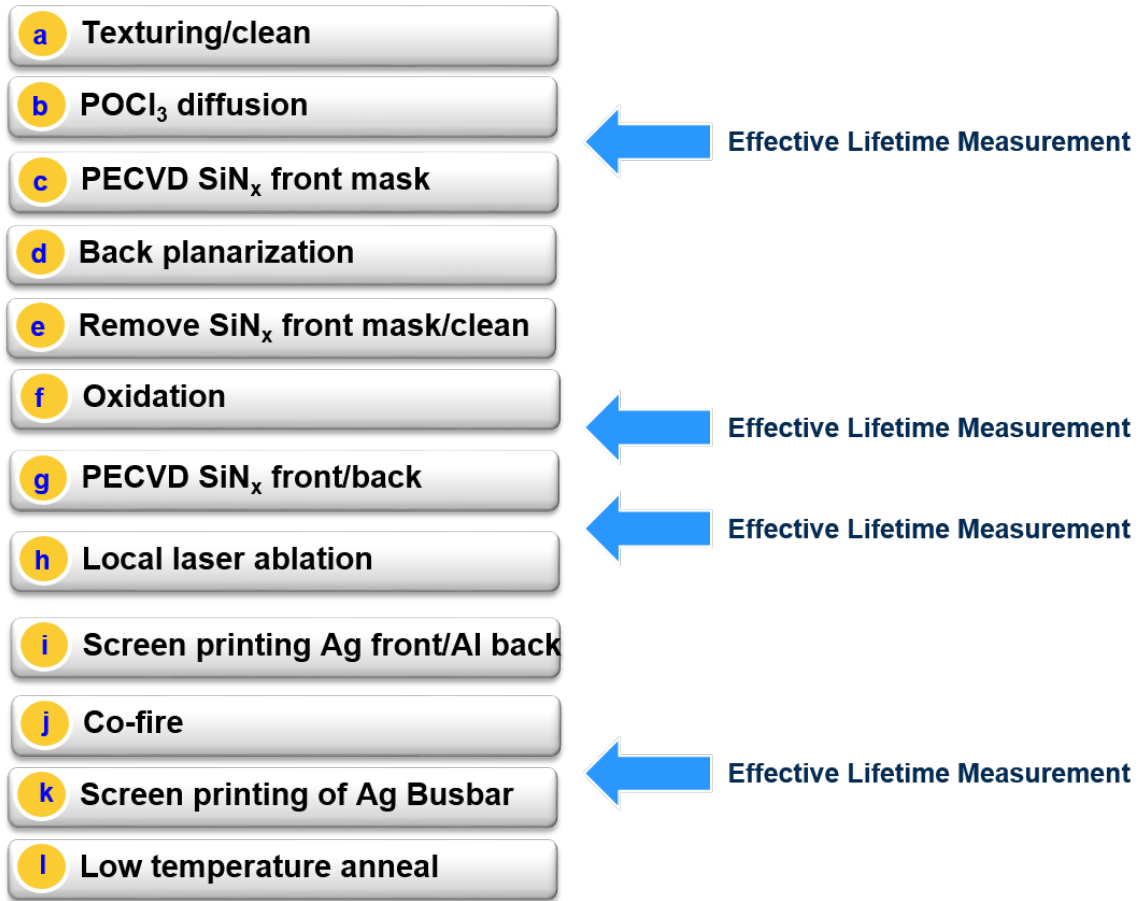 a Texturing/clean
b POCl₃ diffusion
Effective Lifetime Measurement
c PECVD SiNₓ front mask
d Back planarization
e Remove SiNₓ front mask/clean
f Oxidation
Effective Lifetime Measurement
g PECVD SiNₓ front/back
Effective Lifetime Measurement
h Local laser ablation
i Screen printing Ag front/Al back
j Co-fire
Effective Lifetime Measurement
k Screen printing of Ag Busbar
l Low temperature anneal